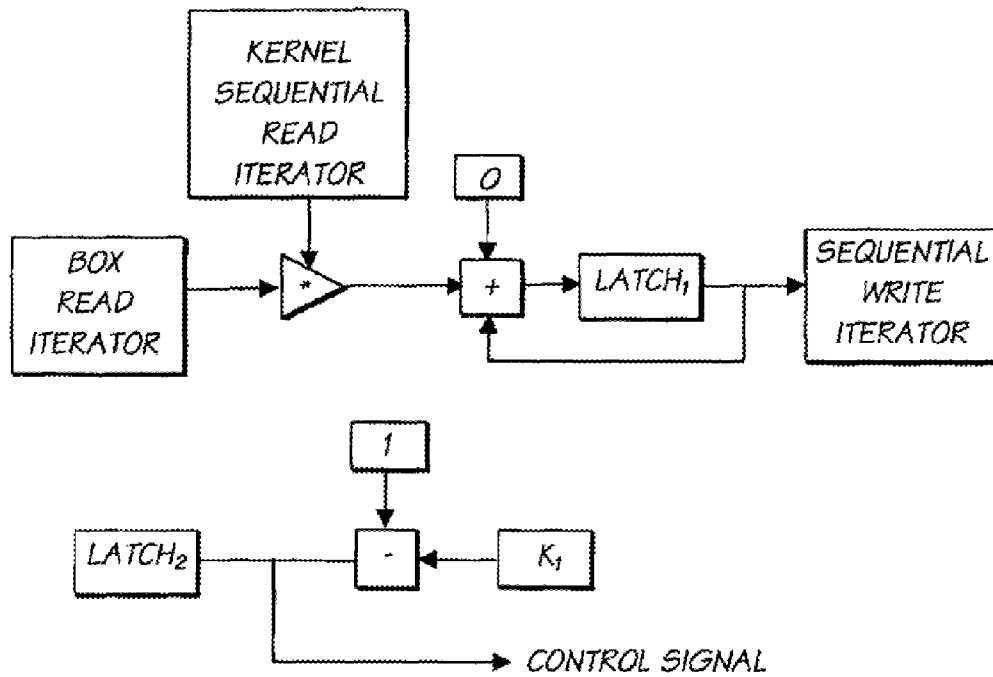 KERNEL
SEQUENTIAL
READ
ITERATOR
0
BOX
READ
ITERATOR
*
+
LATCH₁
SEQUENTIAL
WRITE
ITERATOR
1
LATCH₂
-
K₁
CONTROL SIGNAL